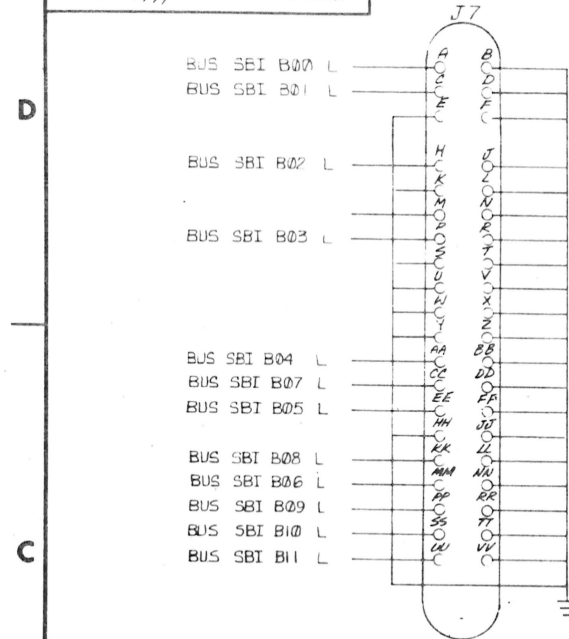 J7
A B
BUS SBI B00 L
C D
BUS SBI B01 L
E F
D
H J
BUS SBI B02 L
K L
M N
P R
BUS SBI B03 L
S T
U V
W X
Y Z
AA BB
BUS SBI B04 L
CC DD
BUS SBI B07 L
EE FF
BUS SBI B05 L
HH JJ
KK LL
BUS SBI B08 L
MM NN
BUS SBI B06 L
PP RR
BUS SBI B09 L
SS TT
BUS SBI B10 L
C
UU VV
BUS SBI B11 L